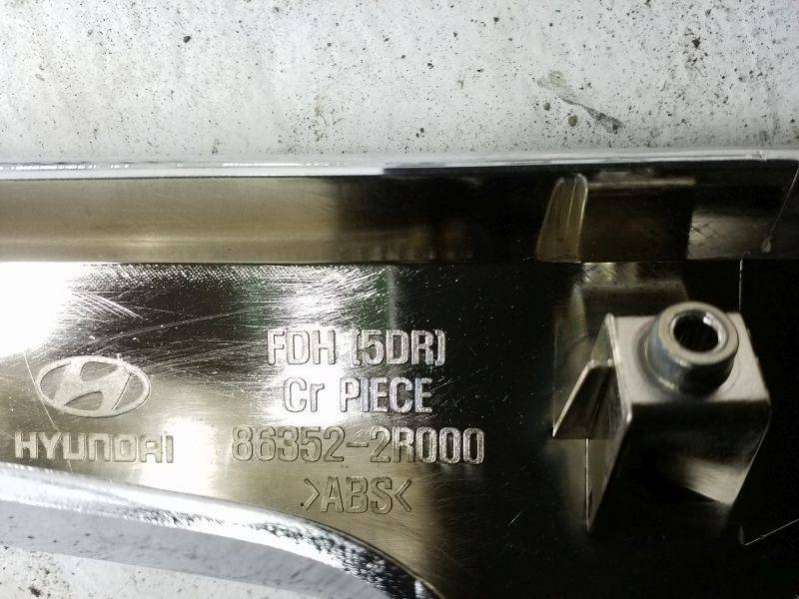 FDH (5DR)
Cr PIECE
HYUNDAI 86352-2R000
>ABS<